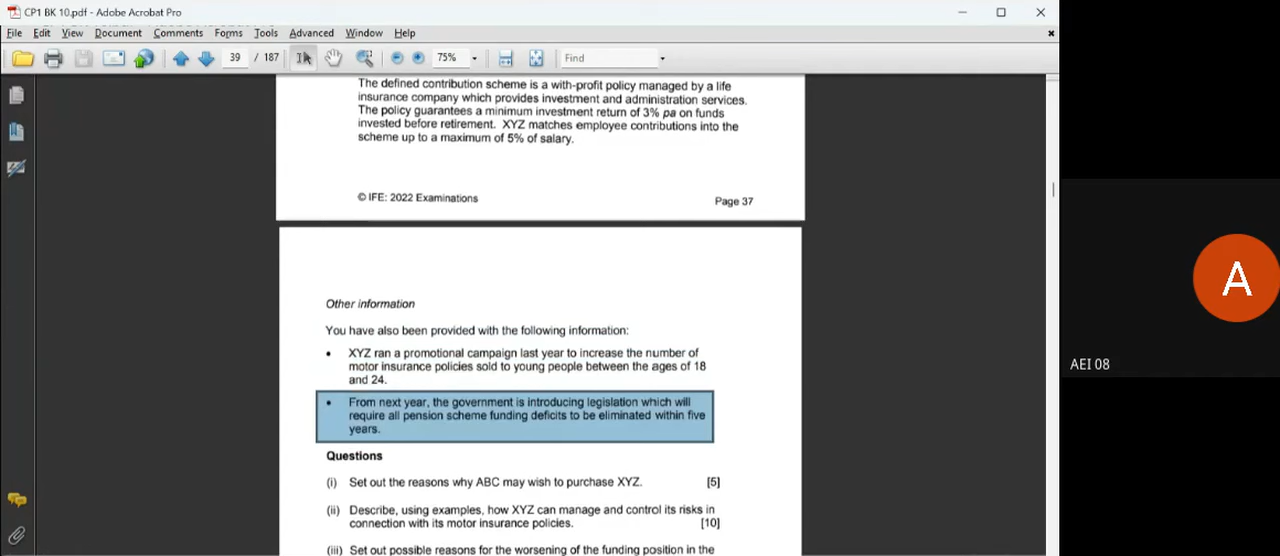 CP1 BK 10.pdf - Adobe Acrobat Pro
File Edit View Document Comments Forms Tools Advanced Window Help
39 / 187 75% Find
The defined contribution scheme is a with-profit policy managed by a life
insurance company which provides investment and administration services.
The policy guarantees a minimum investment return of 3% pa on funds
invested before retirement. XYZ matches employee contributions into the
scheme up to a maximum of 5% of salary.
© IFE: 2022 Examinations Page 37
Other information
You have also been provided with the following information:
• XYZ ran a promotional campaign last year to increase the number of
motor insurance policies sold to young people between the ages of 18
and 24.
• From next year, the government is introducing legislation which will
require all pension scheme funding deficits to be eliminated within five
years.
Questions
(i) Set out the reasons why ABC may wish to purchase XYZ. [5]
(ii) Describe, using examples, how XYZ can manage and control its risks in
connection with its motor insurance policies. [10]
(iii) Set out possible reasons for the worsening of the funding position in the
A
AEI 08